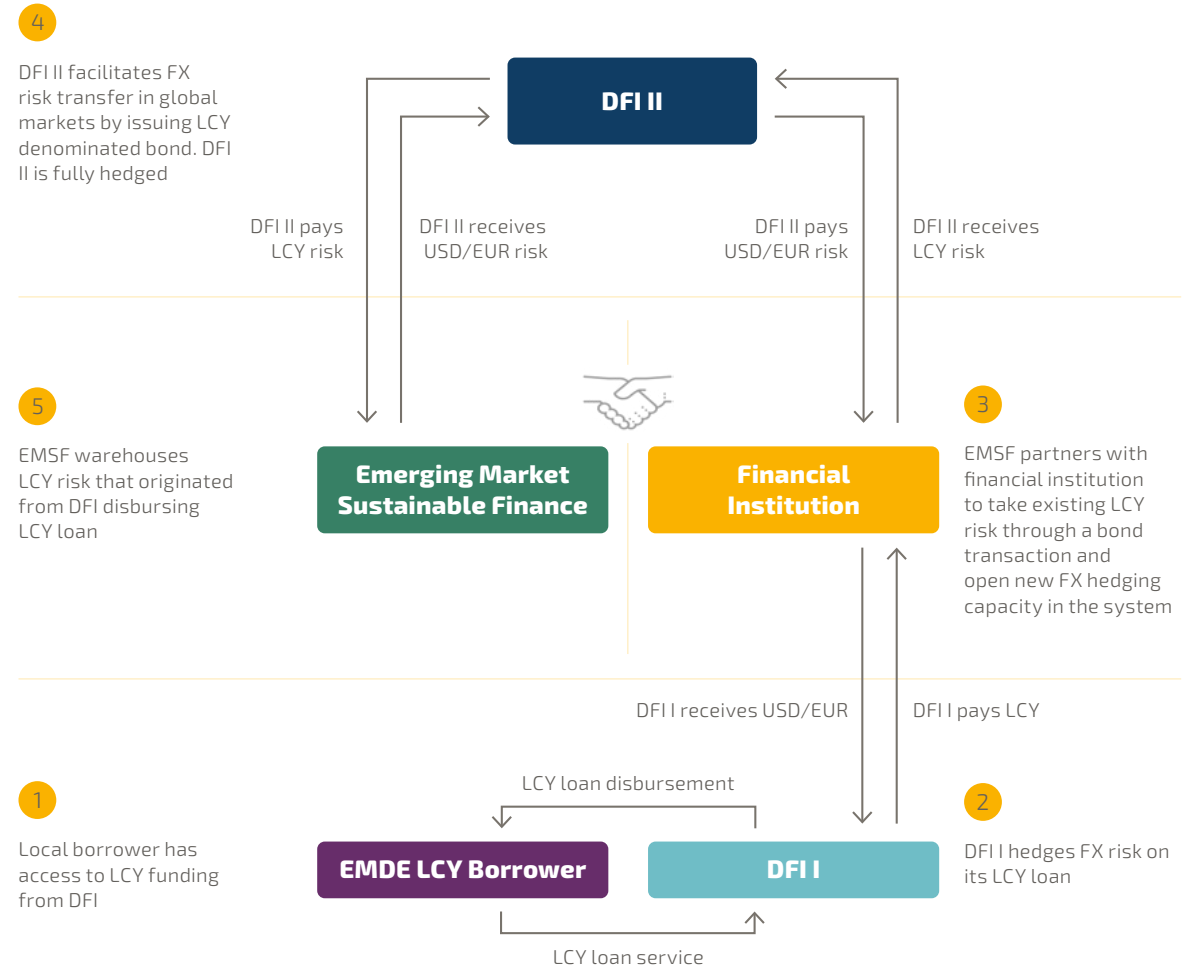 4
DFI II facilitates FX
risk transfer in global
markets by issuing LCY
denominated bond. DFI
II is fully hedged
DFI II
DFI II pays
LCY risk
DFI II receives
USD/EUR risk
DFI II pays
USD/EUR risk
DFI II receives
LCY risk
5
EMSF warehouses
LCY risk that originated
from DFI disbursing
LCY loan
Emerging Market
Sustainable Finance
Financial
Institution
3
EMSF partners with
financial institution
to take existing LCY
risk through a bond
transaction and
open new FX hedging
capacity in the system
DFI I receives USD/EUR
DFI I pays LCY
LCY loan disbursement
1
Local borrower has
access to LCY funding
from DFI
EMDE LCY Borrower
DFI I
2
DFI I hedges FX risk on
its LCY loan
LCY loan service